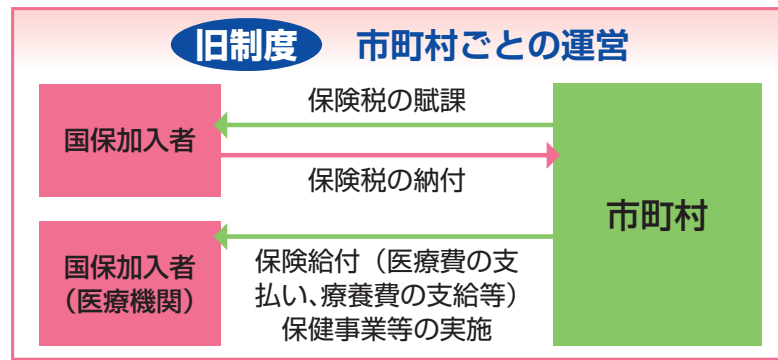 旧制度 市町村ごとの運営
保険税の賦課
国保加入者
保険税の納付
市町村
国保加入者
（医療機関）
保険給付（医療費の支
払い、療養費の支給等）
保健事業等の実施